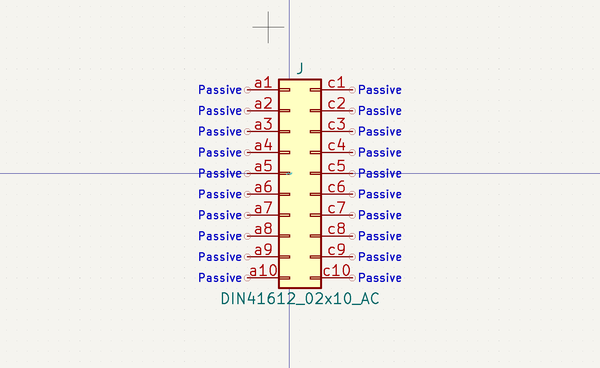 J
Passive a1 c1 Passive
Passive a2 c2 Passive
Passive a3 c3 Passive
Passive a4 c4 Passive
Passive a5 c5 Passive
Passive a6 c6 Passive
Passive a7 c7 Passive
Passive a8 c8 Passive
Passive a9 c9 Passive
Passive a10 c10 Passive
DIN41612_02x10_AC